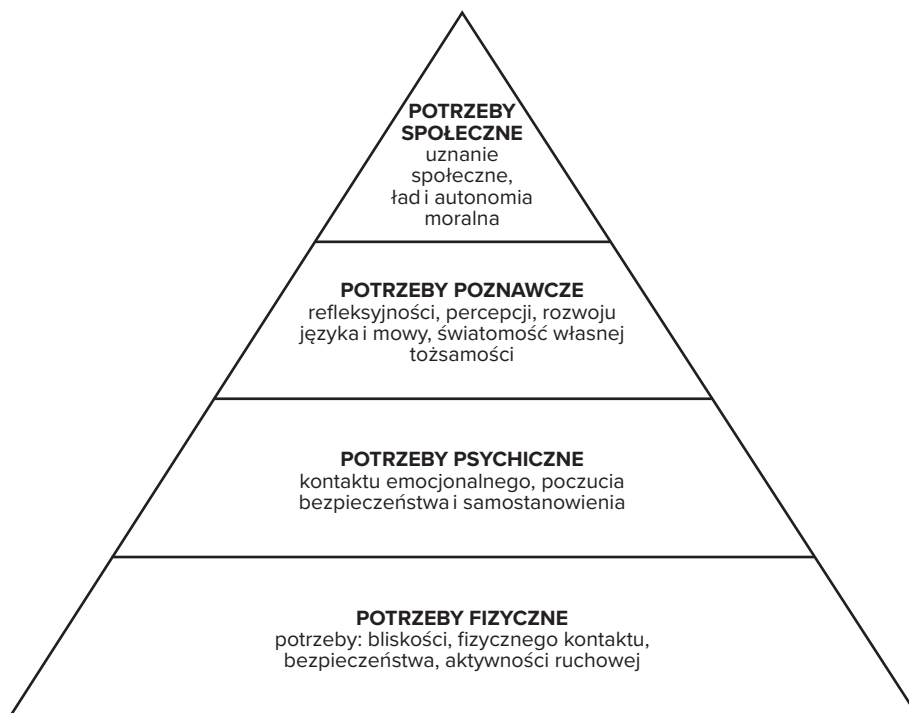 POTRZEBY
SPOŁECZNE
uznanie
społeczne,
ład i autonomia
moralna
POTRZEBY POZNAWCZE
refleksyjności, percepcji, rozwoju
języka i mowy, światomość własnej
tożsamości
POTRZEBY PSYCHICZNE
kontaktu emocjonalnego, poczucia
bezpieczeństwa i samostanowienia
POTRZEBY FIZYCZNE
potrzeby: bliskości, fizycznego kontaktu,
bezpieczeństwa, aktywności ruchowej